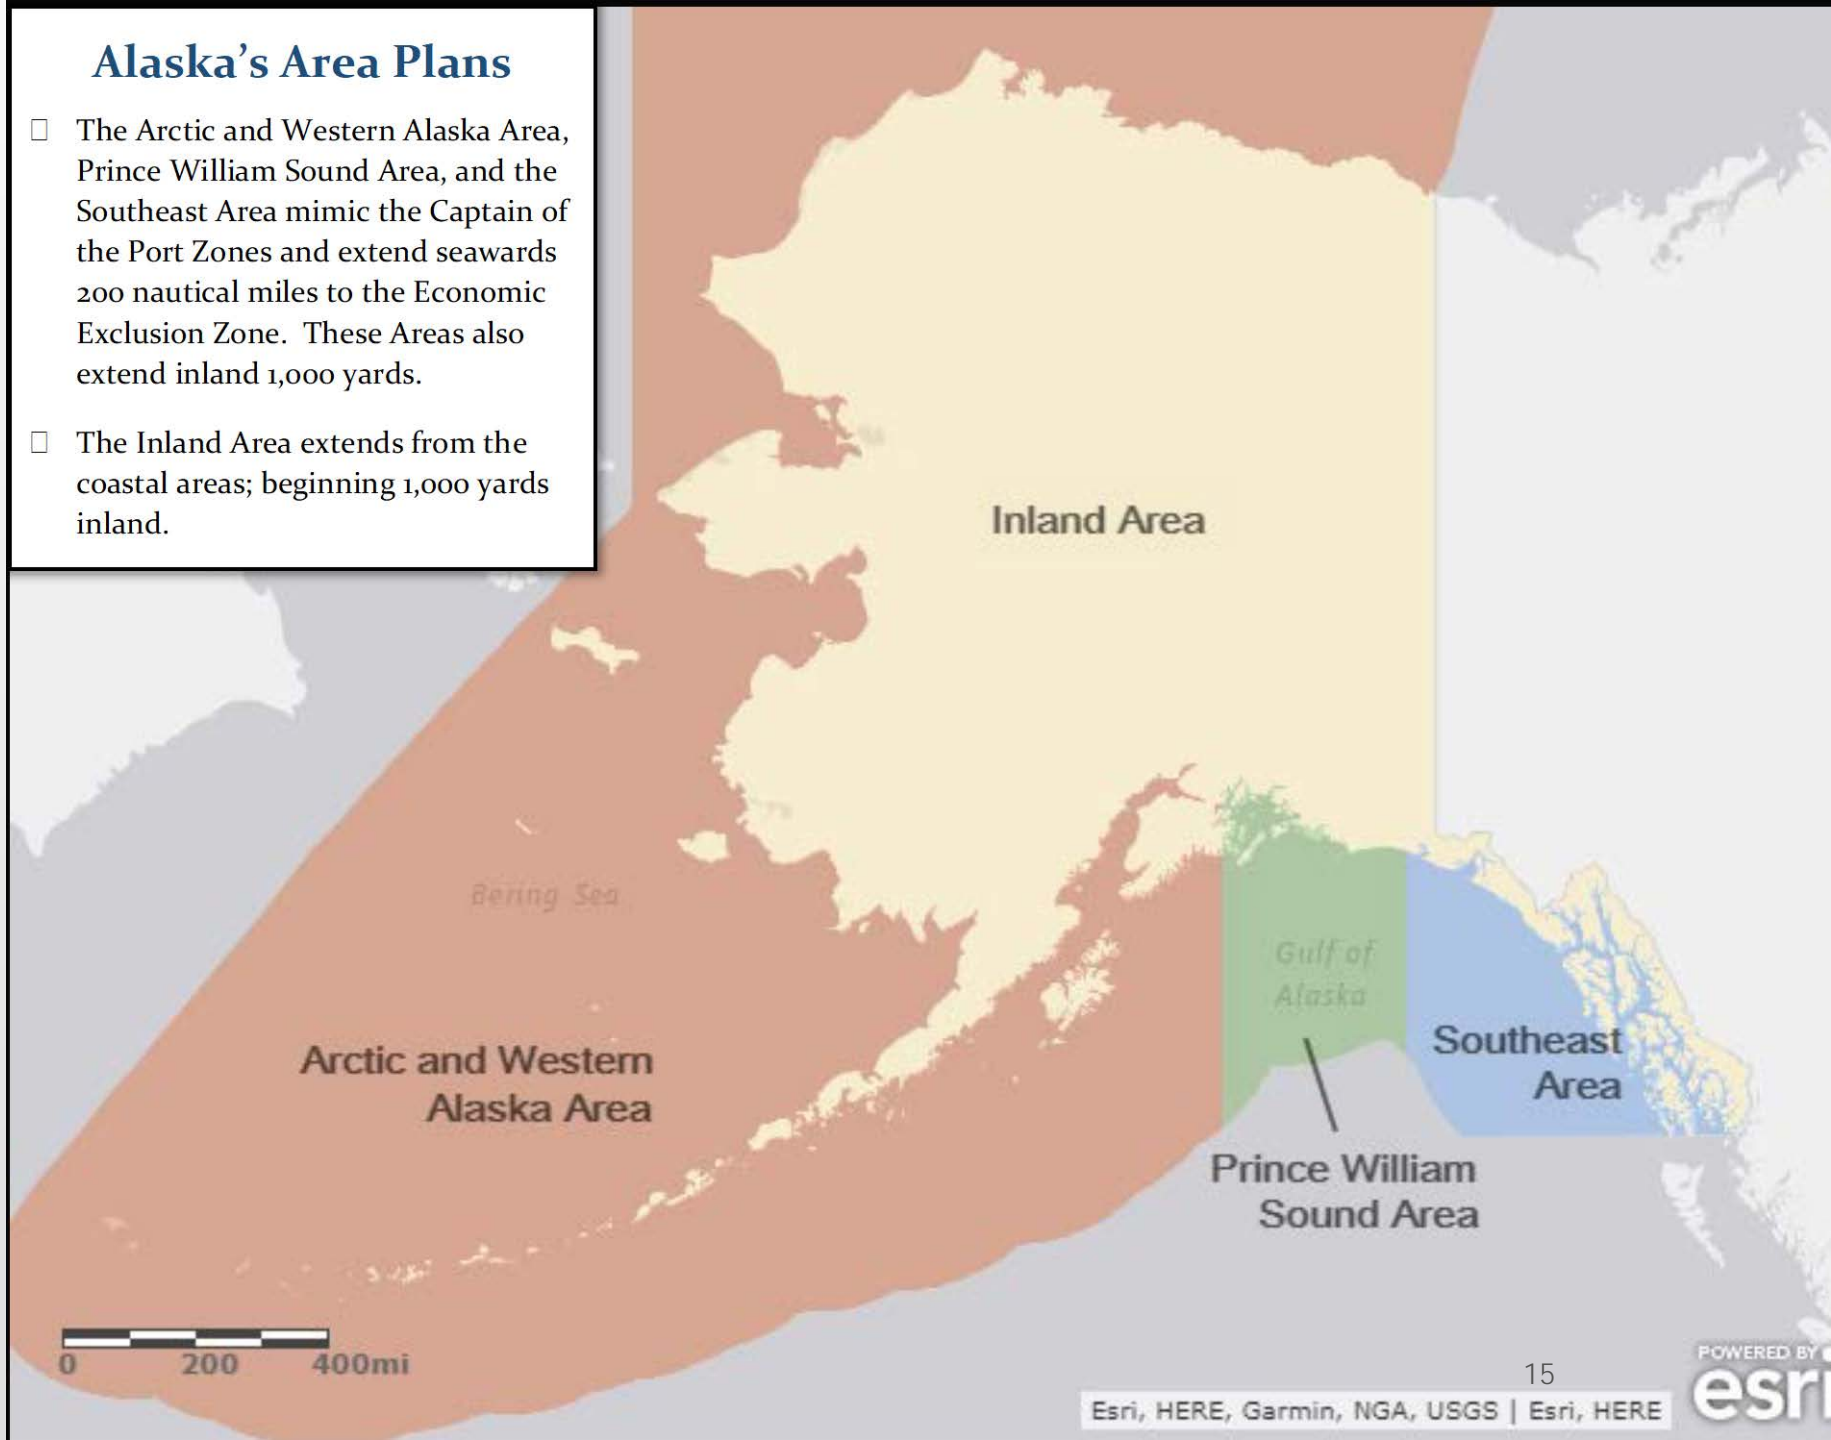 Alaska's Area Plans
The Arctic and Western Alaska Area,
Prince William Sound Area, and the
Southeast Area mimic the Captain of
the Port Zones and extend seawards
200 nautical miles to the Economic
Exclusion Zone.  These Areas also
extend inland 1,000 yards.
The Inland Area extends from the
coastal areas; beginning 1,000 yards
inland.
Inland Area
Bering Sea
Gulf of
Alaska
Arctic and Western
Alaska Area
Southeast
Area
Prince William
Sound Area
0 200 400mi
15
POWERED BY
esri
Esri, HERE, Garmin, NGA, USGS | Esri, HERE